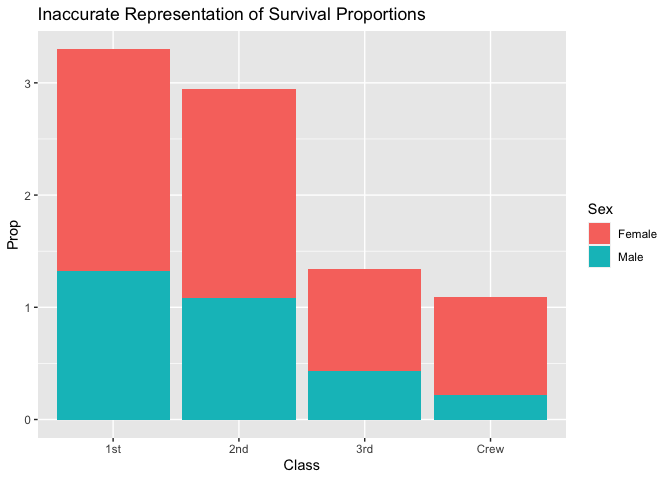 Inaccurate Representation of Survival Proportions
3
2
1
0
Prop
1st
2nd
3rd
Crew
Class
Sex
Female
Male